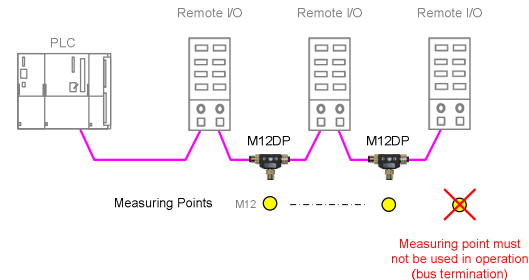 Remote I/O
Remote I/O
Remote I/O
PLC
M12DP
M12DP
Measuring Points
M12
Measuring point must
not be used in operation
(bus termination)